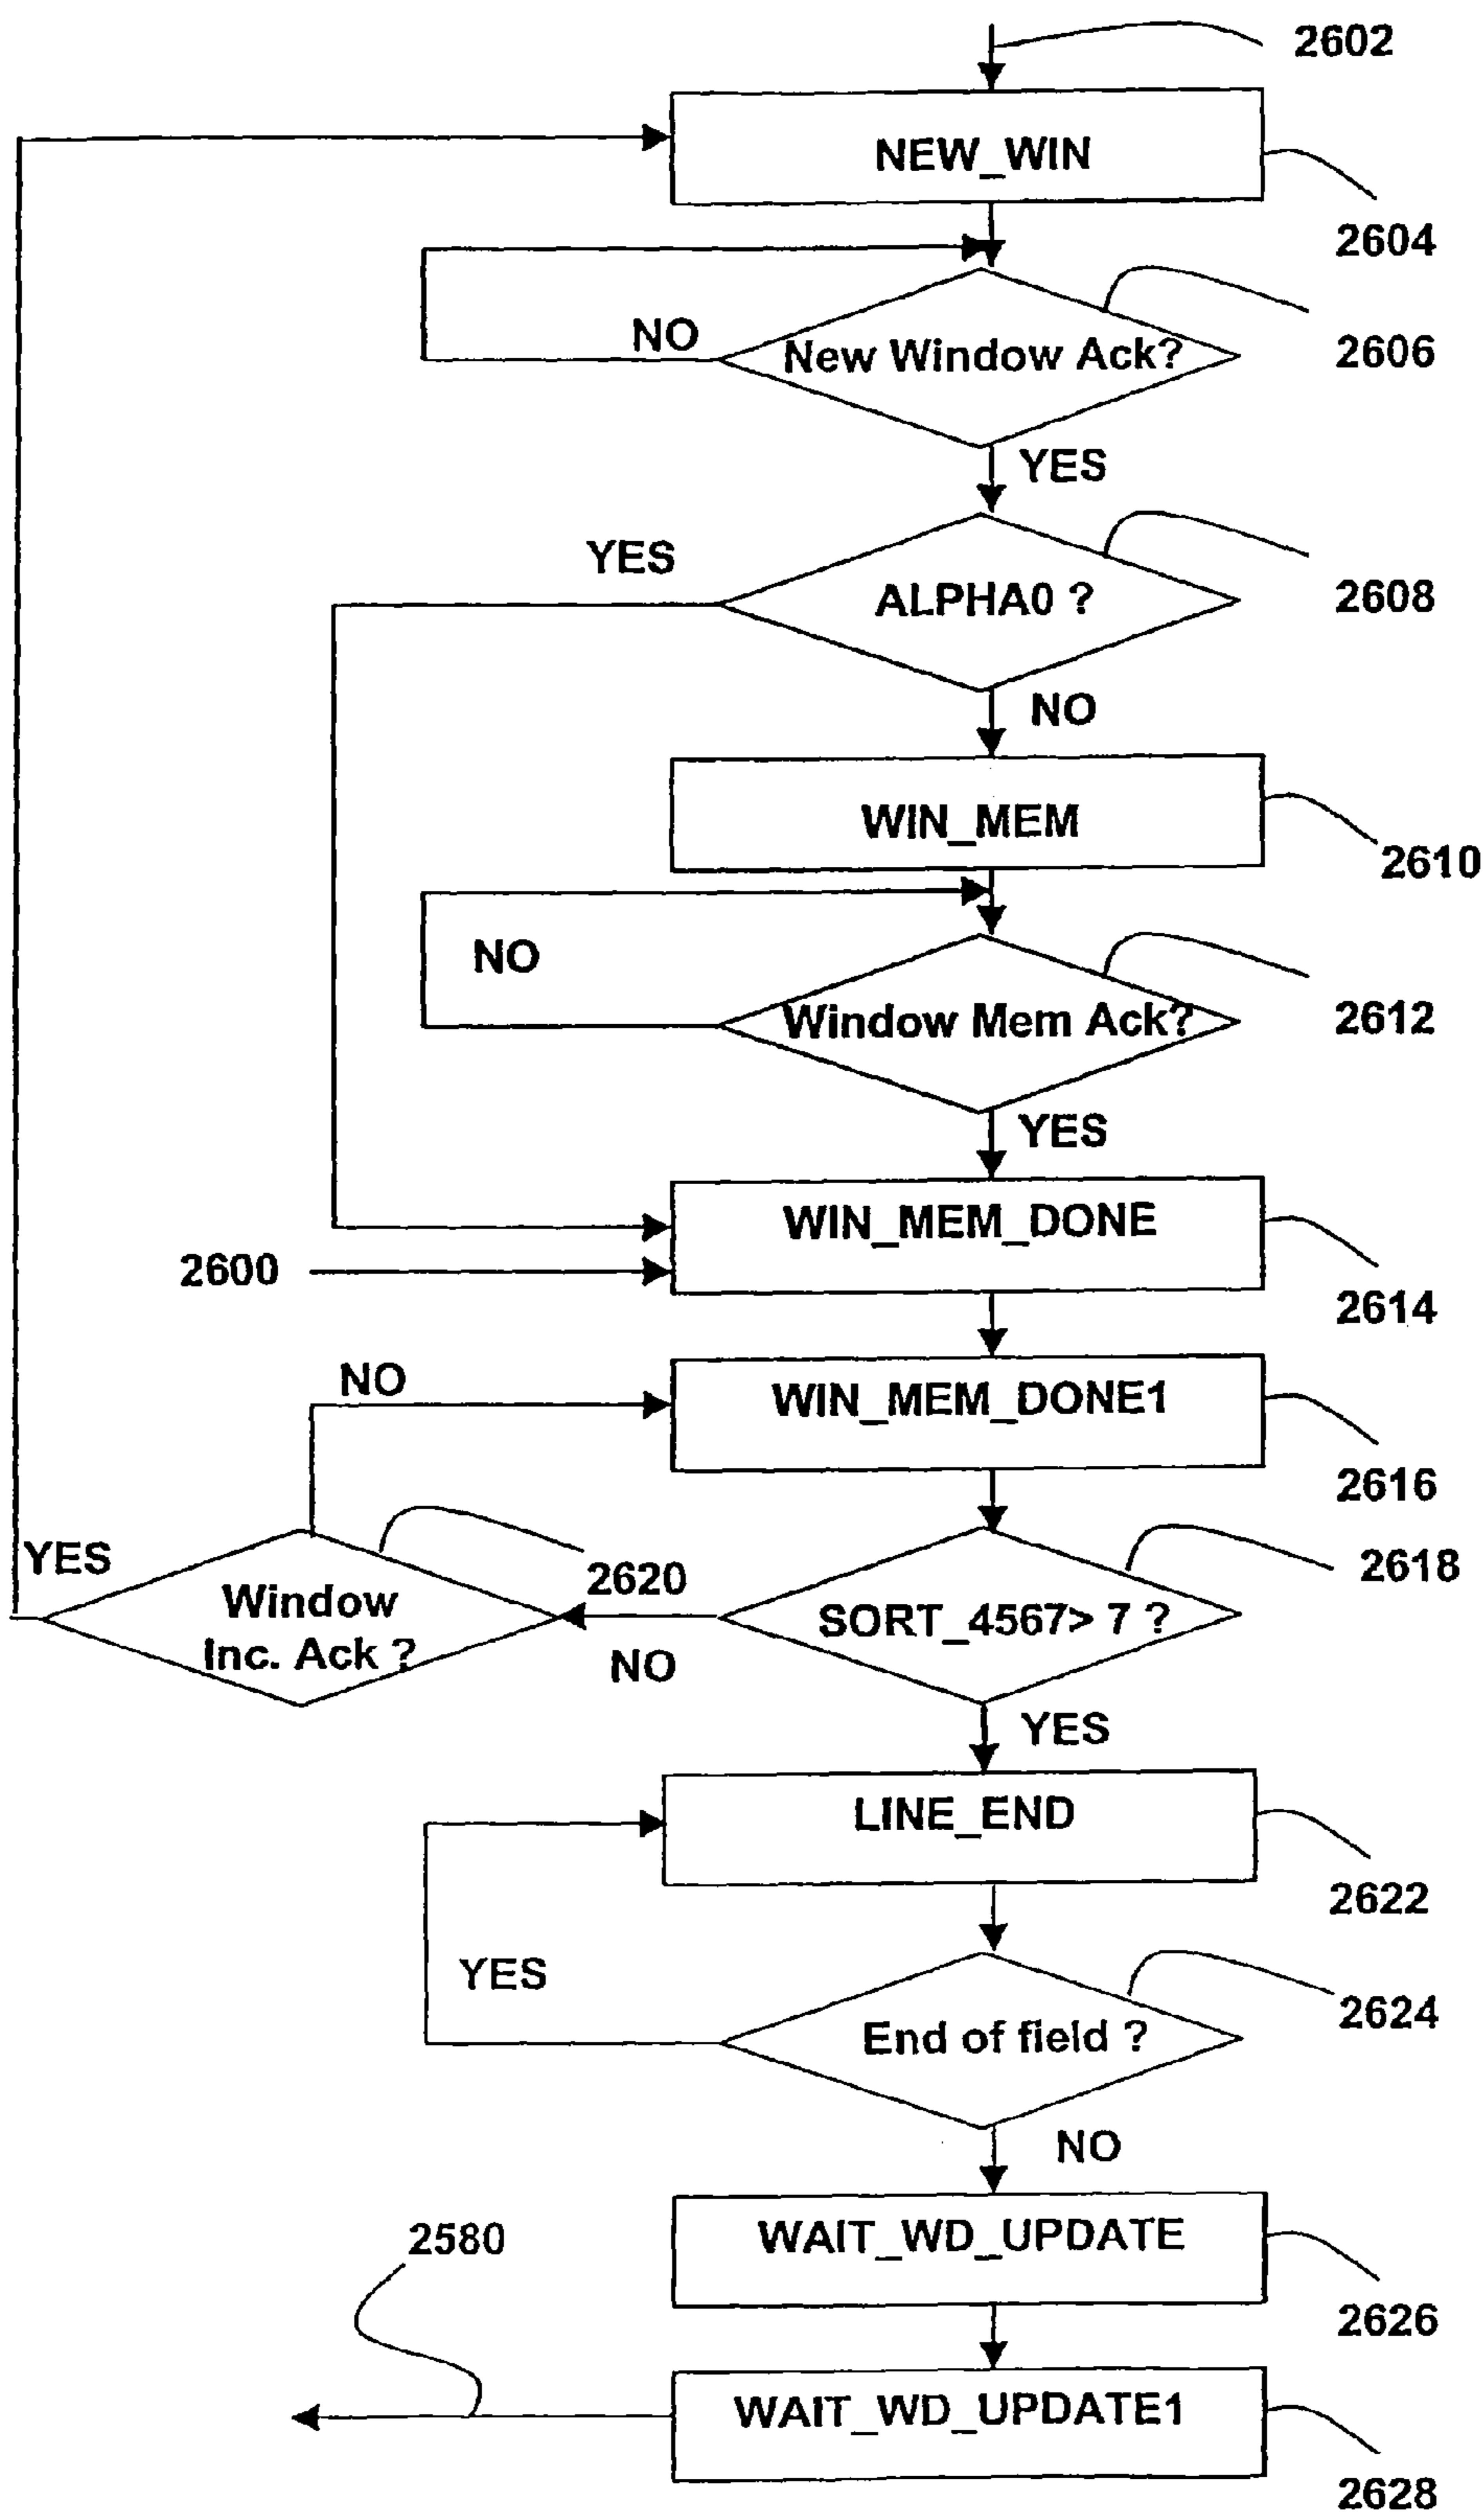 2602
NEW_WIN
2604
NO
New Window Ack?
2606
YES
YES
ALPHA0 ?
2608
NO
WIN_MEM
2610
NO
Window Mem Ack?
2612
YES
WIN_MEM_DONE
2600
2614
NO
WIN_MEM_DONE1
2616
YES
Window
Inc. Ack ?
2620
NO
SORT_4567> 7 ?
2618
YES
LINE_END
2622
YES
End of field ?
2624
NO
2580
WAIT_WD_UPDATE
2626
WAIT_WD_UPDATE1
2628